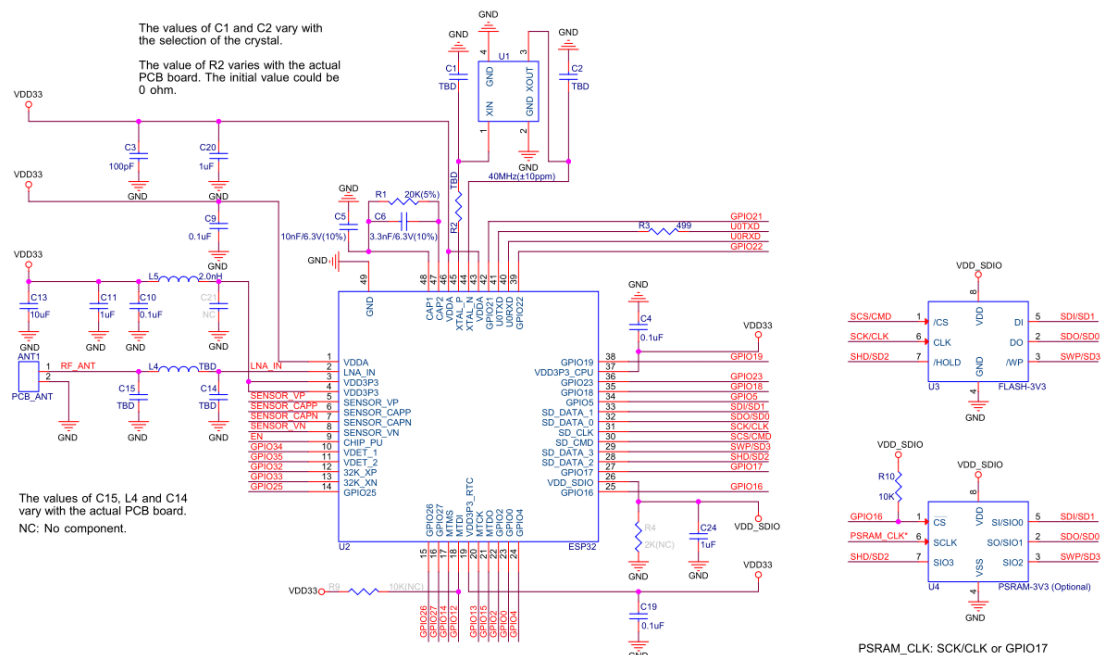 The values of C1 and C2 vary with
the selection of the crystal.
The value of R2 varies with the actual
PCB board. The initial value could be
0 ohm.
GND
GND
GND
U1
4
3
GND
XOUT
XIN
GND
1
2
C1
TBD
C2
TBD
GND
40MHz(±10ppm)
VDD33
C3
100pF
GND
C20
1uF
GND
VDD33
C9
0.1uF
GND
VDD33
C13
10uF
GND
C11
1uF
GND
C10
0.1uF
GND
L5
2.0nH
C21
NC
GND
GND
C5
10nF/6.3V(10%)
R1
20K(5%)
C6
3.3nF/6.3V(10%)
TBD
R2
R3
499
GPIO21
U0TXD
U0RXD
GPIO22
GND
49
48
47
46
45
44
43
42
41
40
39
GND
CAP1
CAP2
VDDA
XTAL_P
XTAL_N
VDDA
GPIO21
U0TXD
U0RXD
GPIO22
ANT1
1
2
PCB_ANT
RF_ANT
GND
C15
TBD
GND
L4
TBD
C14
TBD
GND
LNA_IN
SENSOR_VP
SENSOR_CAPP
SENSOR_CAPN
SENSOR_VN
EN
GPIO34
GPIO35
GPIO32
GPIO33
GPIO25
1 VDDA
2 LNA_IN
3 VDD3P3
4 VDD3P3
5 SENSOR_VP
6 SENSOR_CAPP
7 SENSOR_CAPN
8 SENSOR_VN
9 CHIP_PU
10 VDET_1
11 VDET_2
12 32K_XP
13 32K_XN
14 GPIO25
GPIO19 38
VDD3P3_CPU 37
GPIO23 36
GPIO18 35
GPIO5 34
SD_DATA_1 33
SD_DATA_0 32
SD_CLK 31
SD_CMD 30
SD_DATA_3 29
SD_DATA_2 28
GPIO17 27
VDD_SDIO 26
GPIO16 25
C4
0.1uF
GND
VDD33
GPIO19
GPIO23
GPIO18
GPIO5
SDI/SD1
SDO/SD0
SCK/CLK
SCS/CMD
SWP/SD3
SHD/SD2
GPIO17
GPIO16
GPIO26
GPIO27
MTMS
MTDI
VDD3P3_RTC
MTCK
MTDO
GPIO2
GPIO0
GPIO4
U2
ESP32
15
16
17
18
19
20
21
22
23
24
R4
2K(NC)
GND
C24
1uF
GND
VDD_SDIO
VDD33
R9
10K(NC)
VDD33
C19
0.1uF
GND
GPIO26
GPIO27
GPIO14
GPIO12
GPIO13
GPIO15
GPIO2
GPIO0
GPIO4
The values of C15, L4 and C14
vary with the actual PCB board.
NC: No component.
VDD_SDIO
8
VDD
SCS/CMD 1 /CS
SCK/CLK 6 CLK
SHD/SD2 7 /HOLD
DI 5 SDI/SD1
DO 2 SDO/SD0
/WP 3 SWP/SD3
GND
4
U3
FLASH-3V3
GND
VDD_SDIO
R10
10K
VDD_SDIO
8
VDD
GPIO16 1 CS
PSRAM_CLK* 6 SCLK
SHD/SD2 7 SIO3
SI/SIO0 5 SDI/SD1
SO/SIO1 2 SDO/SD0
SIO2 3 SWP/SD3
VSS
4
U4
PSRAM-3V3 (Optional)
GND
PSRAM_CLK: SCK/CLK or GPIO17